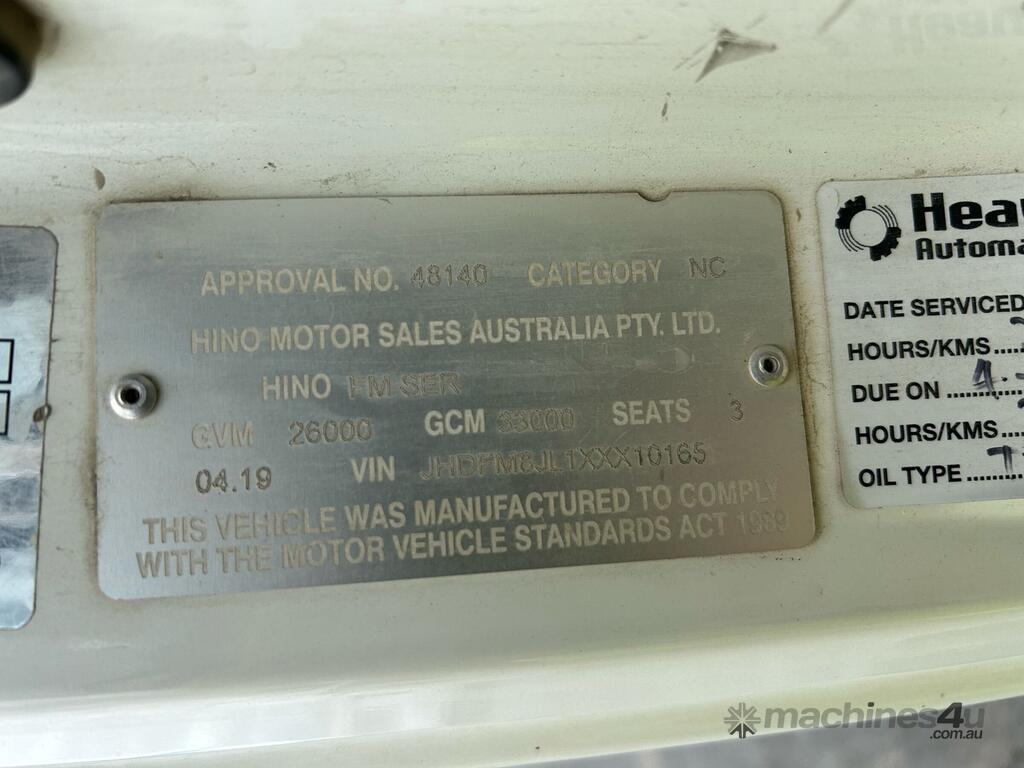 APPROVAL NO. 48140 CATEGORY NC
HINO MOTOR SALES AUSTRALIA PTY. LTD.
HINO FM SER
GVM 26000 GCM 33000 SEATS 3
04.19 VIN JHDFM8JL1XXX10165
THIS VEHICLE WAS MANUFACTURED TO COMPLY
WITH THE MOTOR VEHICLE STANDARDS ACT 1989
Automa
DATE SERVICED
HOURS/KMS
DUE ON
HOURS/KMS
OIL TYPE
machines4u
.com.au